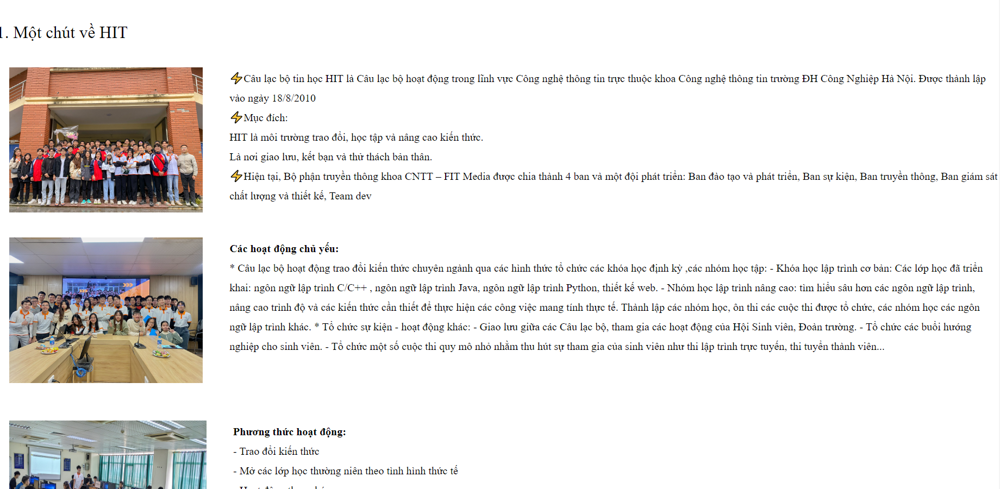 1. Một chút về HIT
⚡Câu lạc bộ tin học HIT là Câu lạc bộ hoạt động trong lĩnh vực Công nghệ thông tin trực thuộc khoa Công nghệ thông tin trường ĐH Công Nghiệp Hà Nội. Được thành lập
vào ngày 18/8/2010
⚡Mục đích:
HIT là môi trường trao đổi, học tập và nâng cao kiến thức.
Là nơi giao lưu, kết bạn và thử thách bản thân.
⚡Hiện tại, Bộ phận truyền thông khoa CNTT – FIT Media được chia thành 4 ban và một đội phát triển: Ban đào tạo và phát triển, Ban sự kiện, Ban truyền thông, Ban giám sát
chất lượng và thiết kế, Team dev
Các hoạt động chủ yếu:
* Câu lạc bộ hoạt động trao đổi kiến thức chuyên ngành qua các hình thức tổ chức các khóa học định kỳ ,các nhóm học tập: - Khóa học lập trình cơ bản: Các lớp học đã triển
khai: ngôn ngữ lập trình C/C++ , ngôn ngữ lập trình Java, ngôn ngữ lập trình Python, thiết kế web. - Nhóm học lập trình nâng cao: tìm hiểu sâu hơn các ngôn ngữ lập trình,
nâng cao trình độ và các kiến thức cần thiết để thực hiện các công việc mang tính thực tế. Thành lập các nhóm học, ôn thi các cuộc thi được tổ chức, các nhóm học các ngôn
ngữ lập trình khác. * Tổ chức sự kiện - hoạt động khác: - Giao lưu giữa các Câu lạc bộ, tham gia các hoạt động của Hội Sinh viên, Đoàn trường. - Tổ chức các buổi hướng
nghiệp cho sinh viên. - Tổ chức một số cuộc thi quy mô nhỏ nhằm thu hút sự tham gia của sinh viên như thi lập trình trực tuyến, thi tuyển thành viên...
Phương thức hoạt động:
- Trao đổi kiến thức
- Mở các lớp học thường niên theo tình hình thức tế